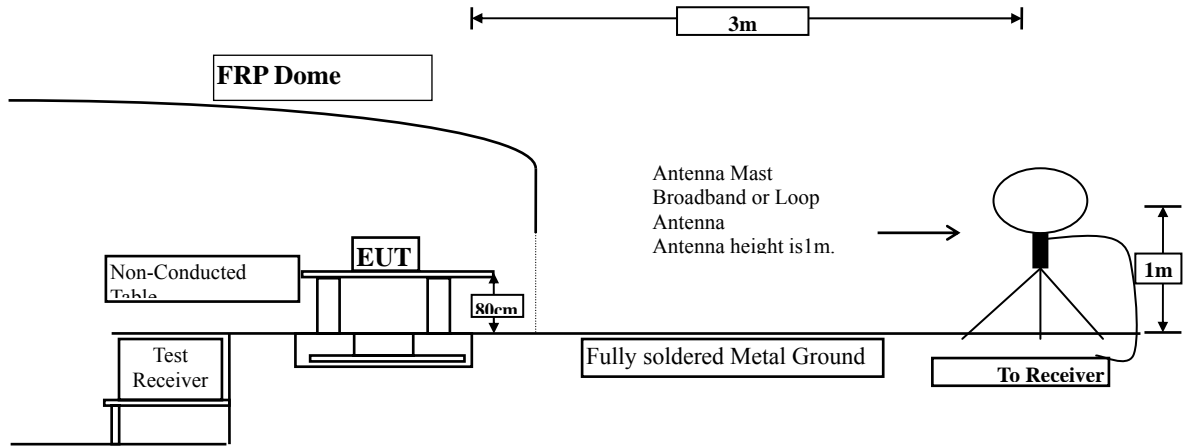 3m
FRP Dome
Antenna Mast
Broadband or Loop
Antenna
Antenna height is1m.
EUT
Non-Conducted
Table
80cm
1m
Test
Receiver
Fully soldered Metal Ground
To Receiver